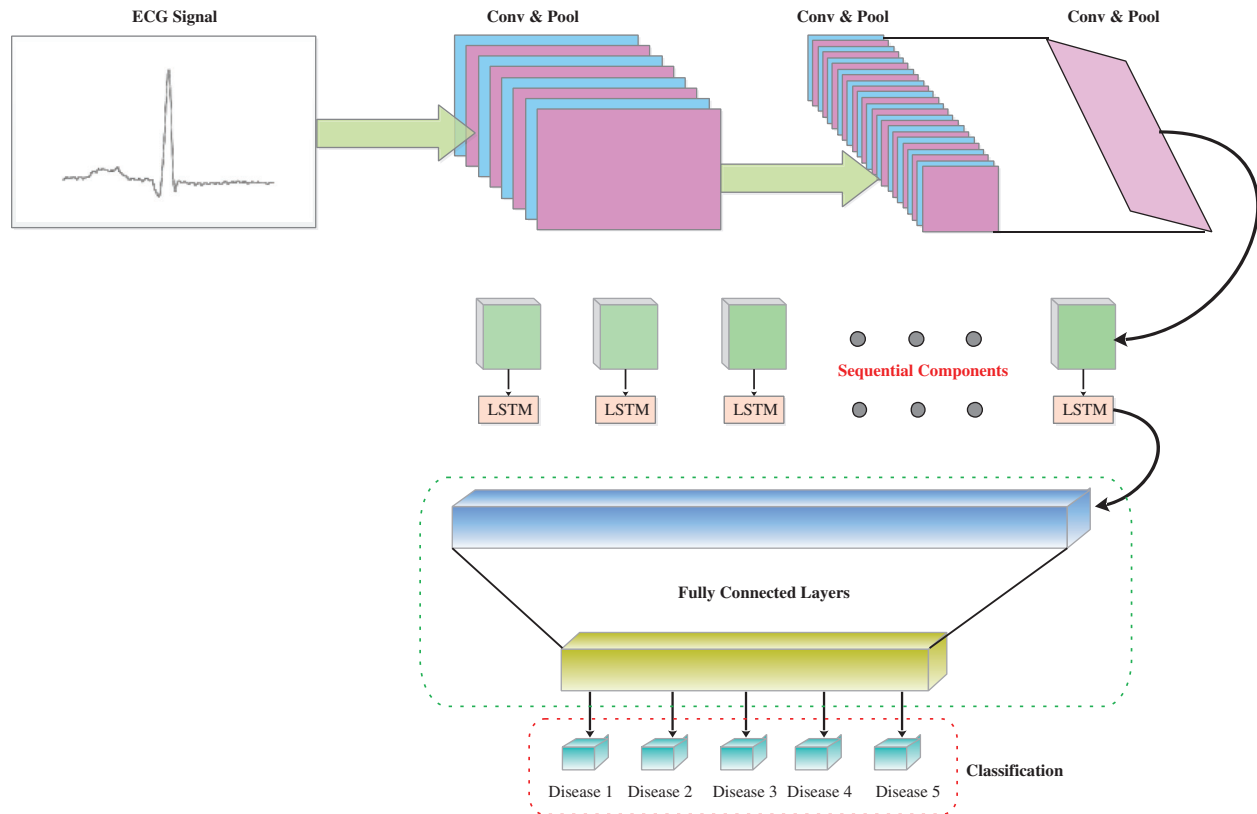 ECG Signal
Conv & Pool
Conv & Pool
Conv & Pool
Sequential Components
LSTM
LSTM
LSTM
LSTM
Fully Connected Layers
Classification
Disease 1
Disease 2
Disease 3
Disease 4
Disease 5